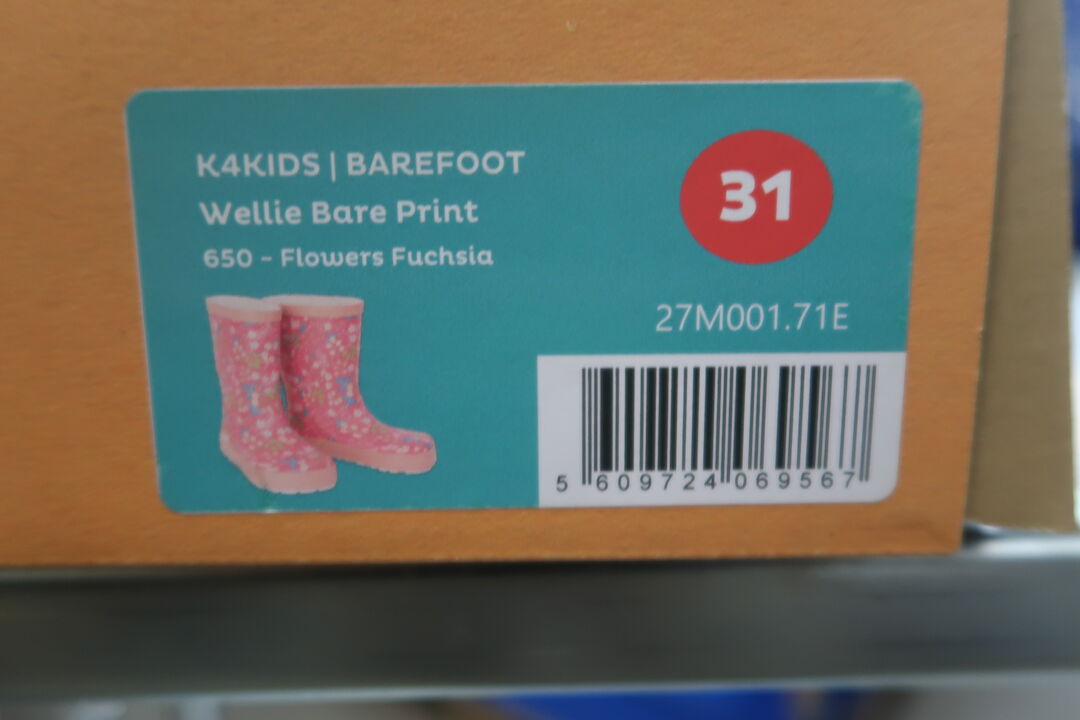 K4KIDS | BAREFOOT
Wellie Bare Print
650 - Flowers Fuchsia
31
27M001.71E
5 609724 069567